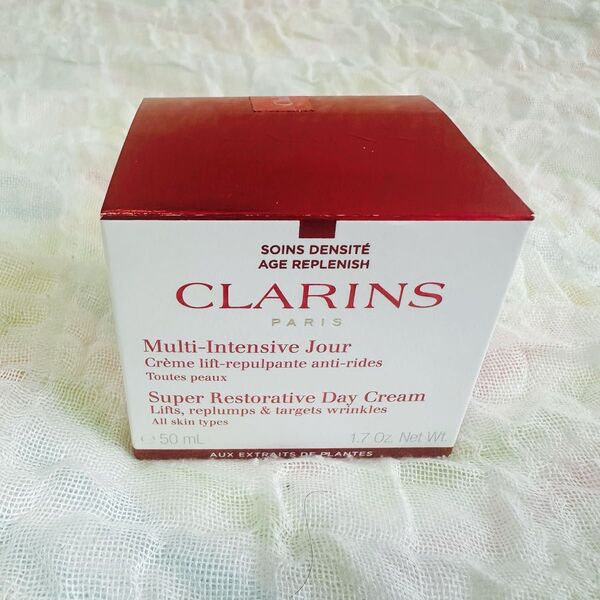 SOINS DENSITÉ
AGE REPLENISH
CLARINS
PARIS
Multi-Intensive Jour
Crème lift-repulpante anti-rides
Toutes peaux
Super Restorative Day Cream
Lifts, replumps & targets wrinkles
All skin types
50 mL 1.7 Oz. Net Wt.
AUX EXTRAITS DE PLANTES